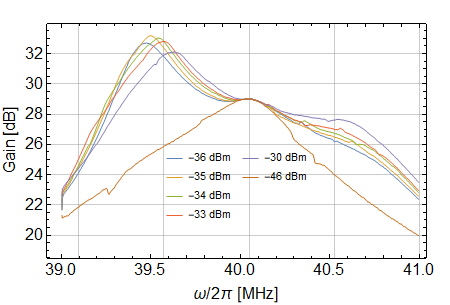 Gain [dB]
32
30
28
26
24
22
20
−36 dBm −30 dBm
−35 dBm −46 dBm
−34 dBm
−33 dBm
39.0 39.5 40.0 40.5 41.0
ω/2π [MHz]